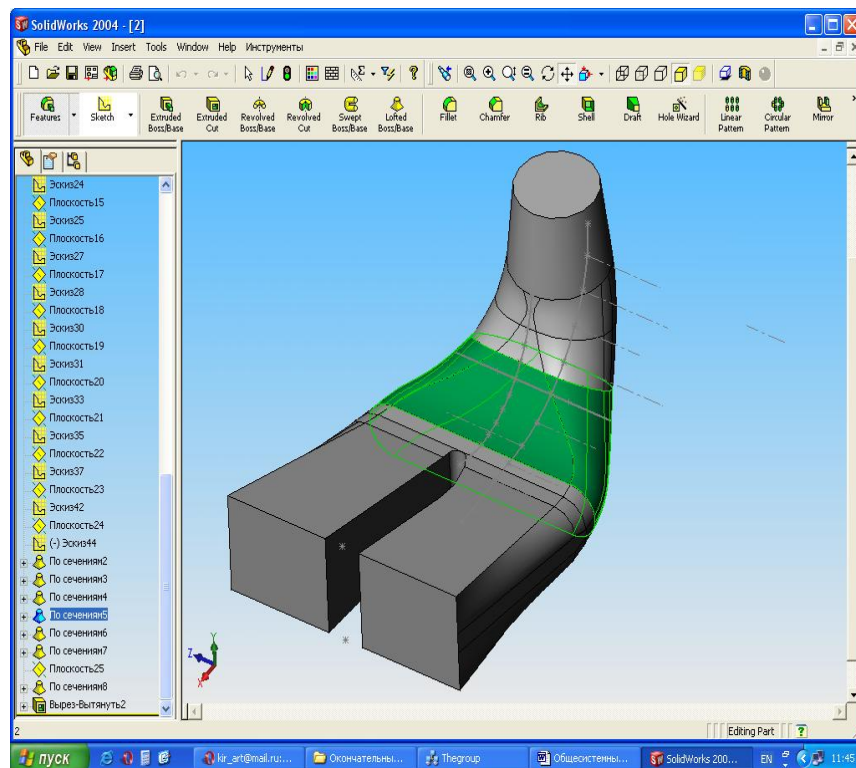 SolidWorks 2004 - [2]
File Edit View Insert Tools Window Help Инструменты
Features Sketch Extruded Boss/Base Extruded Cut Revolved Boss/Base Revolved Cut Swept Boss/Base Lofted Boss/Base Fillet Chamfer Rib Shell Draft Hole Wizard Linear Pattern Circular Pattern Mirror
Эскиз24
Плоскость15
Эскиз25
Плоскость16
Эскиз27
Плоскость17
Эскиз28
Плоскость18
Эскиз30
Плоскость19
Эскиз31
Плоскость20
Эскиз33
Плоскость21
Эскиз35
Плоскость22
Эскиз37
Плоскость23
Эскиз42
Плоскость24
(-) Эскиз44
По сечениям2
По сечениям3
По сечениям4
По сечениям5
По сечениям6
По сечениям7
Плоскость25
По сечениям8
Вырез-Вытянуть2
Y
Z
X
2
Editing Part
пуск kir_art@mail.ru:... Окончательны... Thegroup Общесистенны... SolidWorks 200... EN 11:45